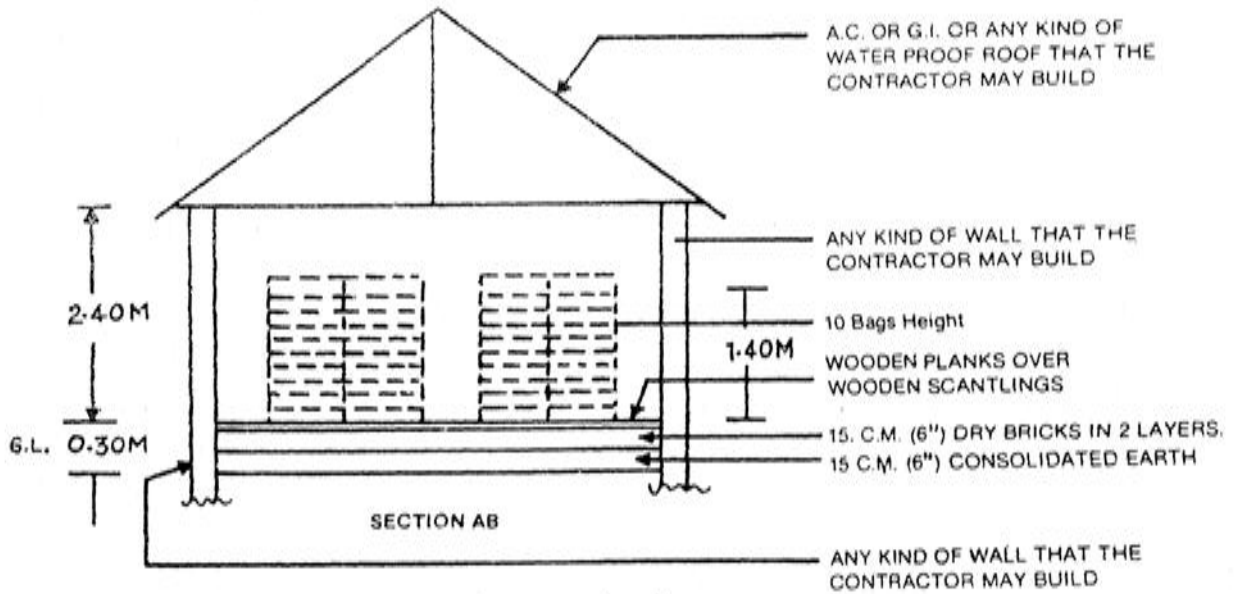 A.C. OR G.I. OR ANY KIND OF
WATER PROOF ROOF THAT THE
CONTRACTOR MAY BUILD
ANY KIND OF WALL THAT THE
CONTRACTOR MAY BUILD
2.40M
10 Bags Height
1.40M
WOODEN PLANKS OVER
WOODEN SCANTLINGS
G.L. 0.30M
15. C.M. (6") DRY BRICKS IN 2 LAYERS.
15 C.M. (6") CONSOLIDATED EARTH
SECTION AB
ANY KIND OF WALL THAT THE
CONTRACTOR MAY BUILD